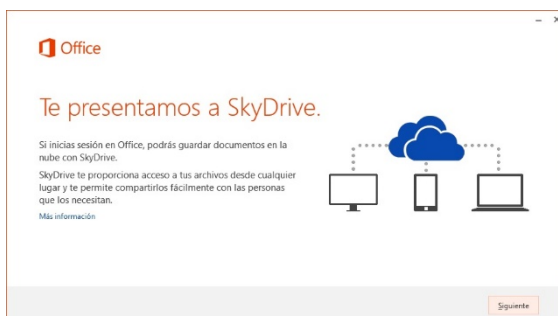 Office
Te presentamos a SkyDrive.
Si inicias sesión en Office, podrás guardar documentos en la
nube con SkyDrive.
SkyDrive te proporciona acceso a tus archivos desde cualquier
lugar y te permite compartirlos fácilmente con las personas
que los necesitan.
Más información
Siguiente